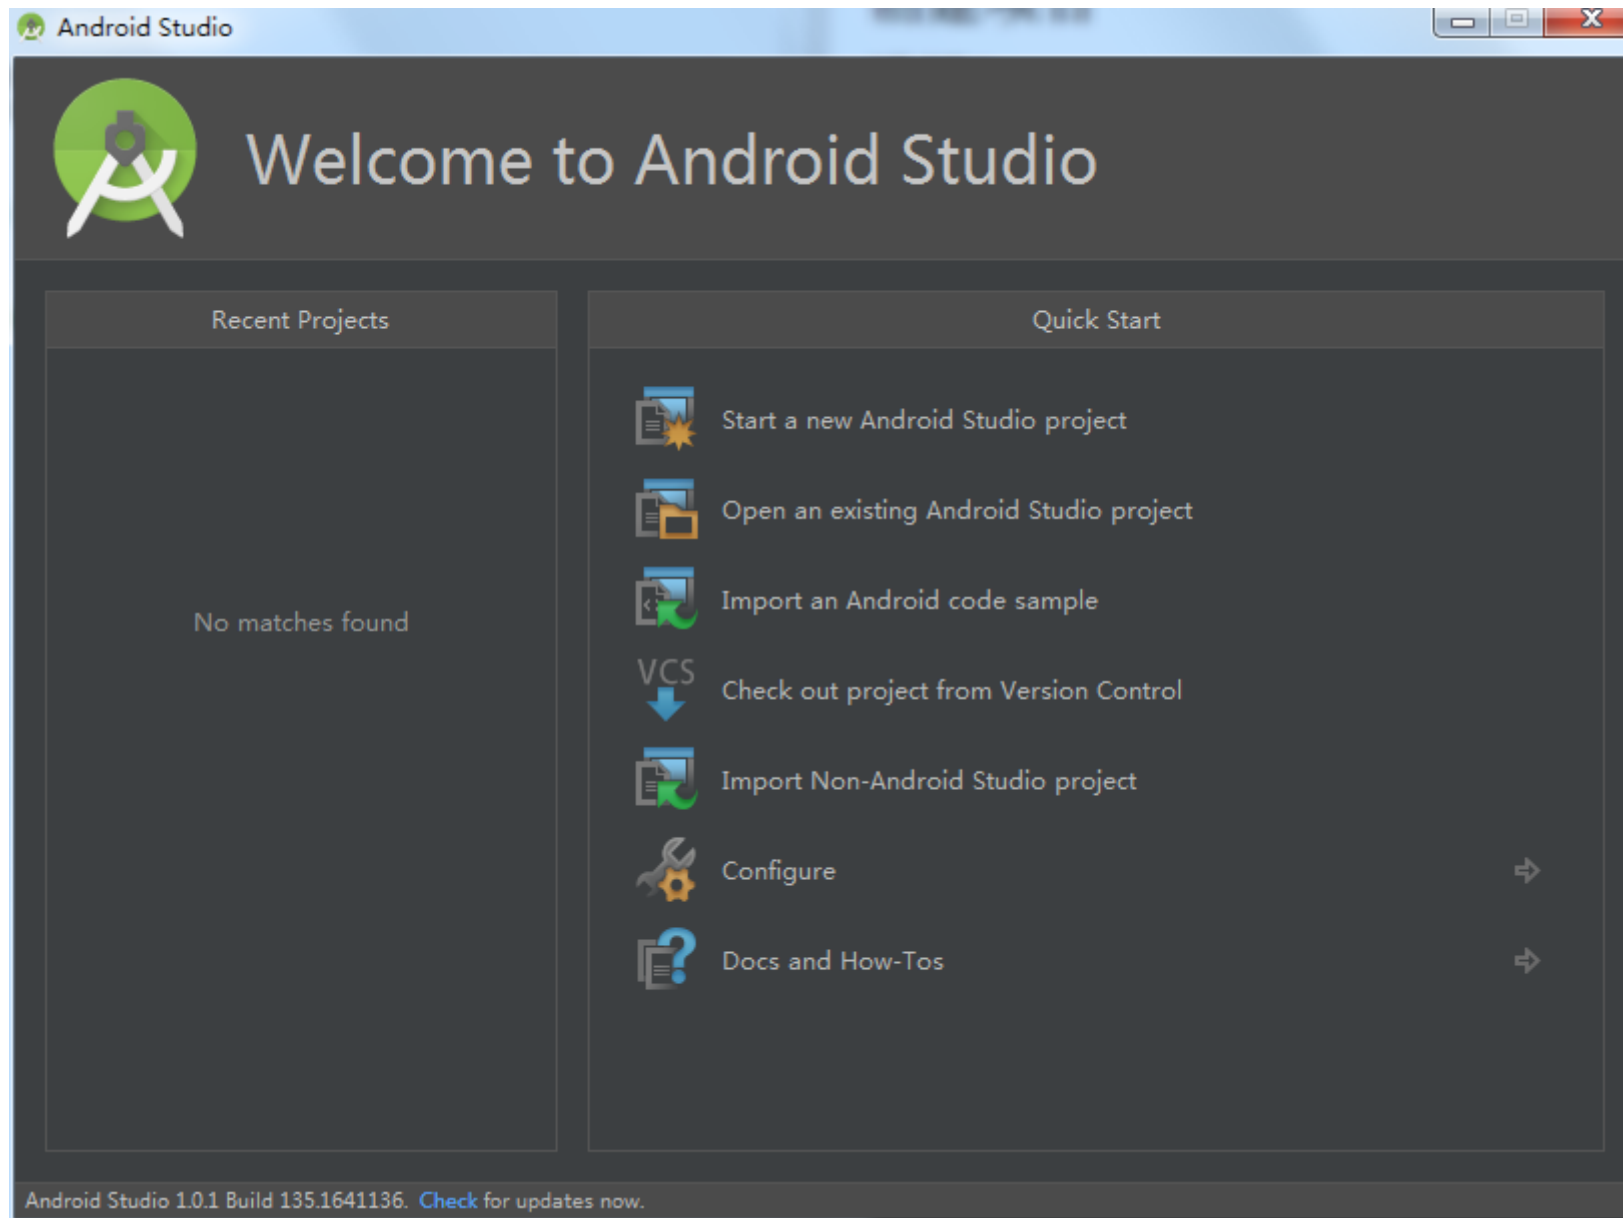 Android Studio
Welcome to Android Studio
Recent Projects
No matches found
Quick Start
Start a new Android Studio project
Open an existing Android Studio project
Import an Android code sample
VCS
Check out project from Version Control
Import Non-Android Studio project
Configure
Docs and How-Tos
Android Studio 1.0.1 Build 135.1641136. Check for updates now.